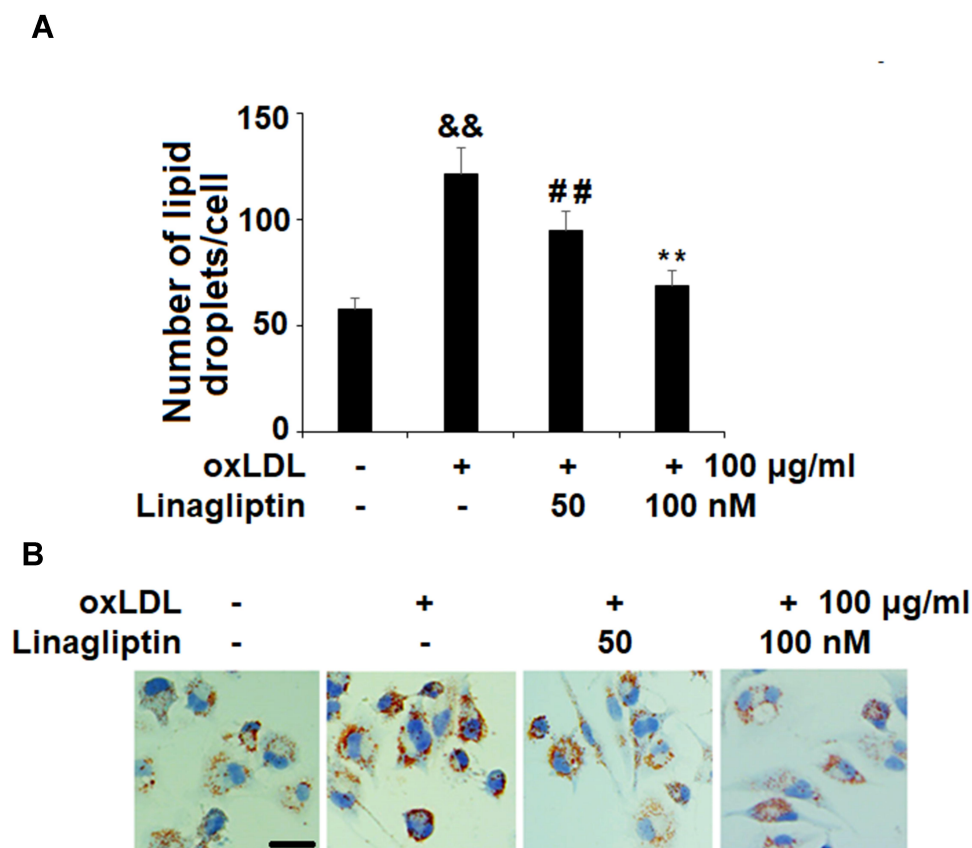 A
-
150
&&
##
100
**
50
0
Number of lipid
droplets/cell
oxLDL - + + + 100 µg/ml
Linagliptin - - 50 100 nM
B
oxLDL - + + + 100 µg/ml
Linagliptin - - 50 100 nM